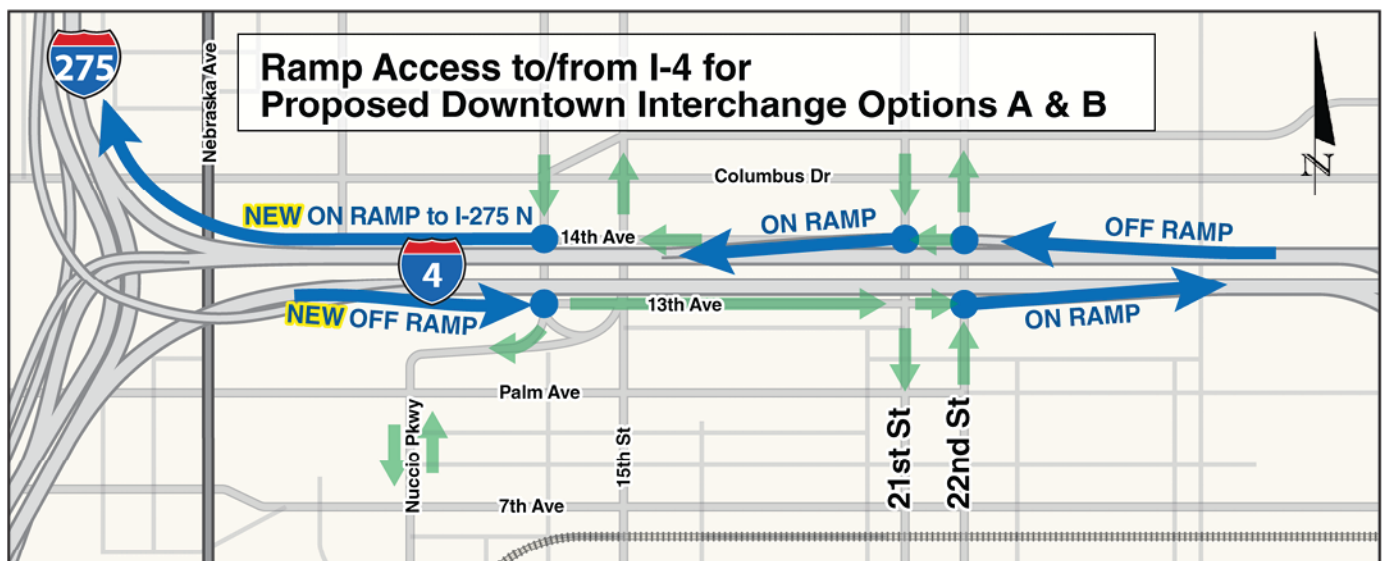 275
Nebraska Ave
Ramp Access to/from I-4 for
Proposed Downtown Interchange Options A & B
N
Columbus Dr
NEW ON RAMP to I-275 N
14th Ave
ON RAMP
OFF RAMP
4
NEW OFF RAMP
13th Ave
ON RAMP
Palm Ave
Nuccio Pkwy
15th St
21st St
22nd St
7th Ave